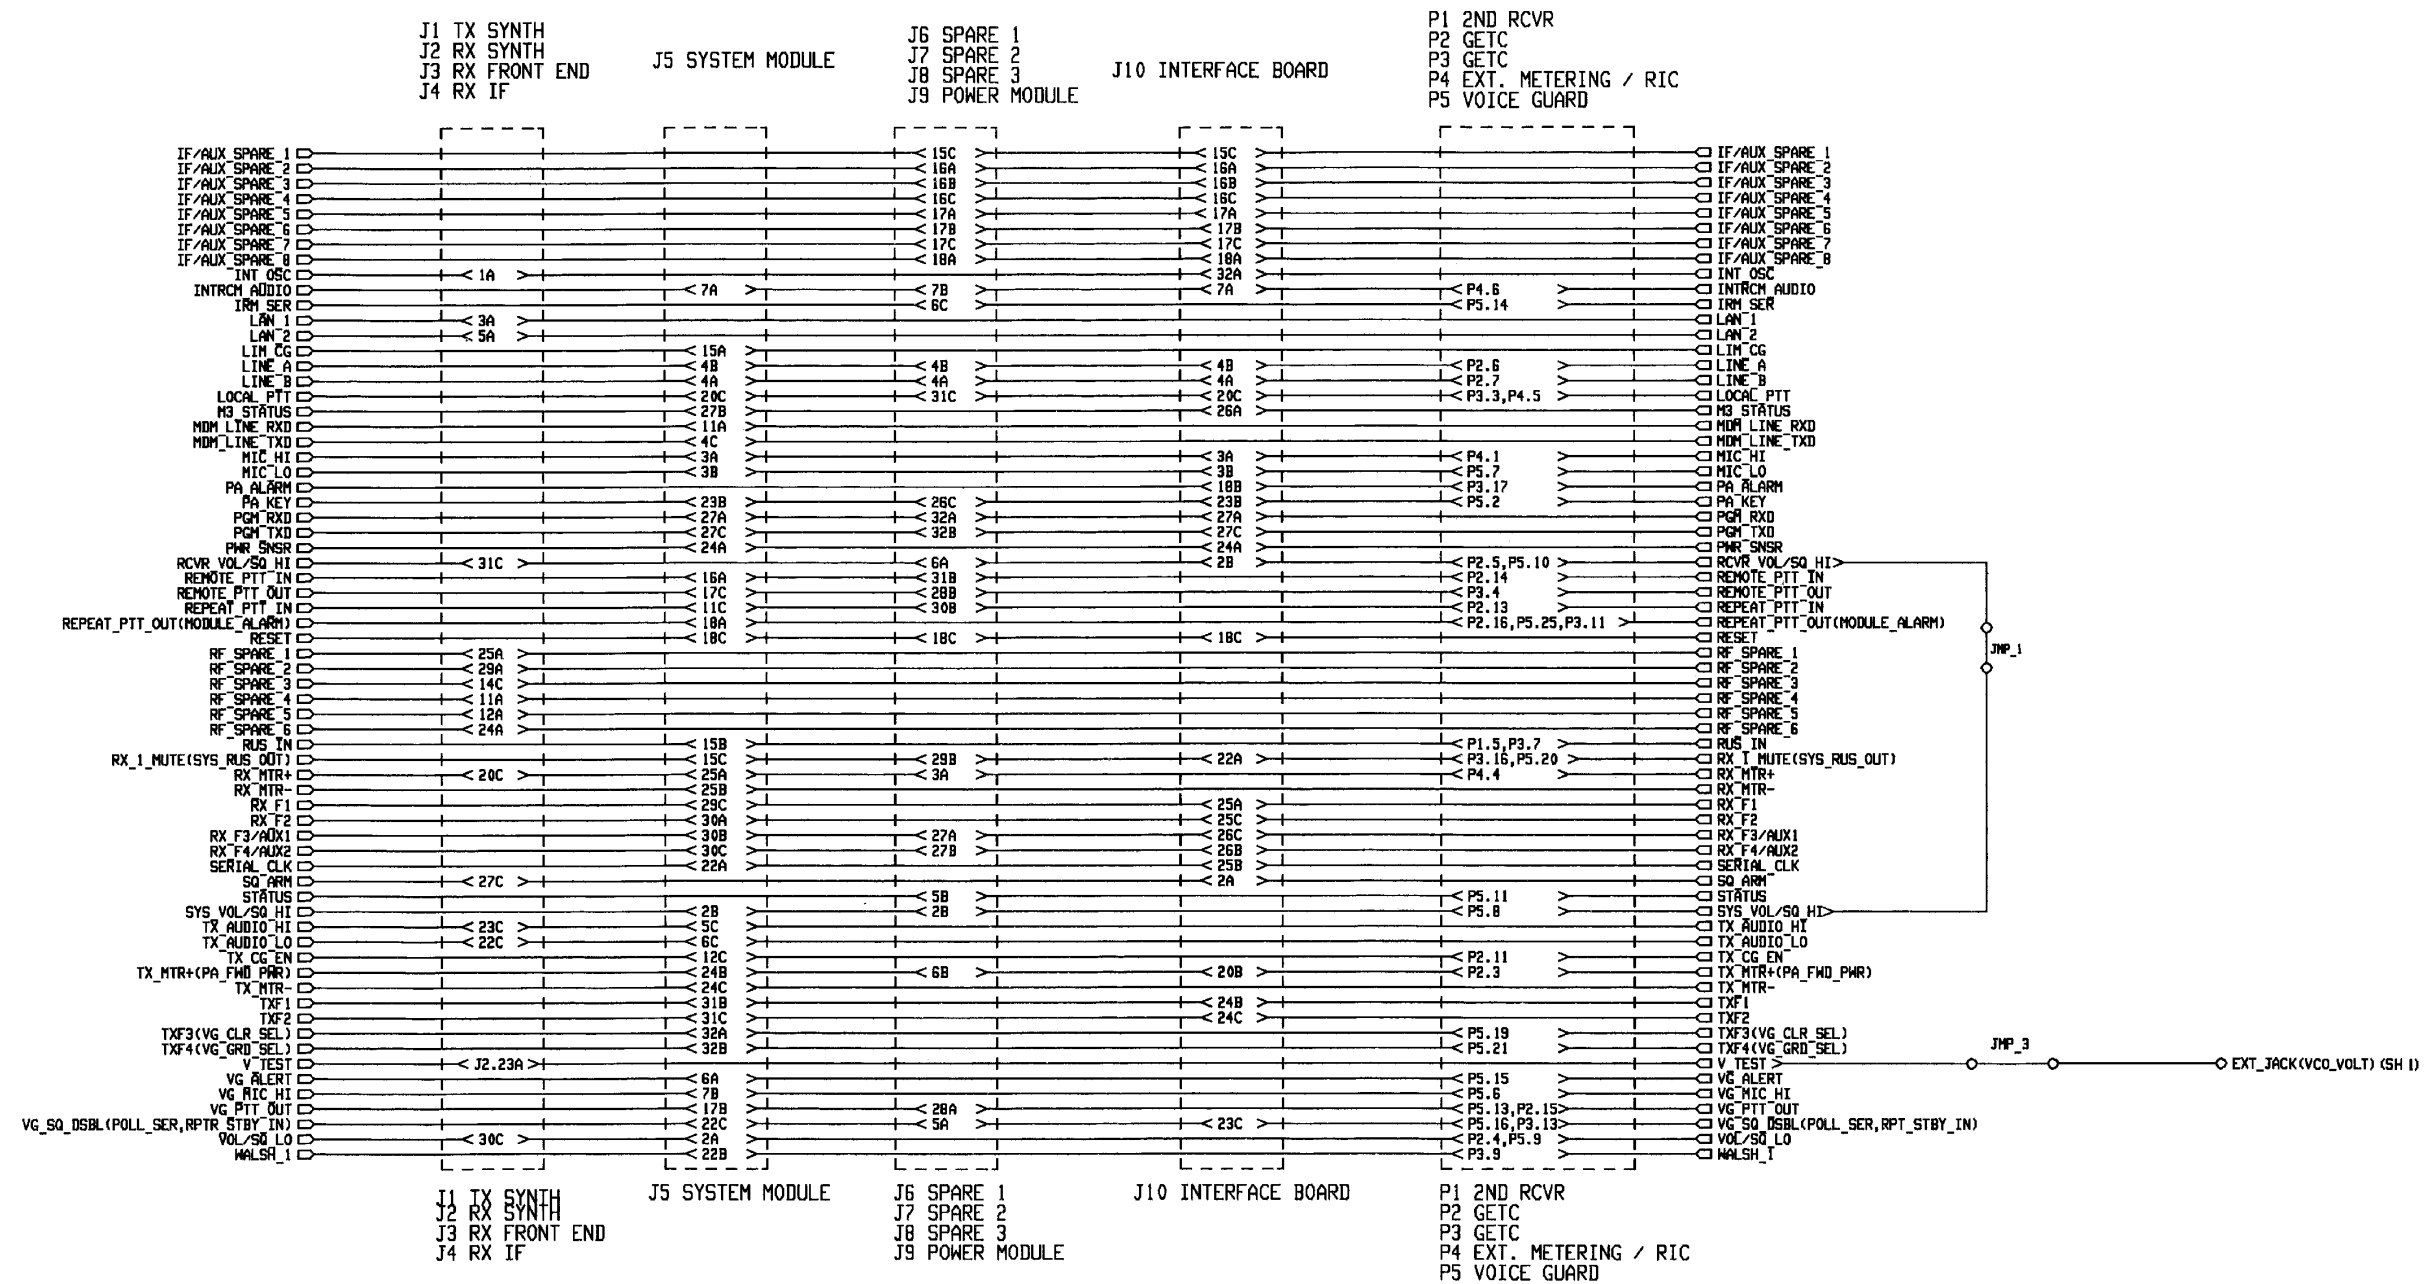 J1 TX SYNTH
J2 RX SYNTH
J3 RX FRONT END
J4 RX IF
J5 SYSTEM MODULE
J6 SPARE 1
J7 SPARE 2
J8 SPARE 3
J9 POWER MODULE
J10 INTERFACE BOARD
P1 2ND RCVR
P2 GETC
P3 GETC
P4 EXT. METERING / RIC
P5 VOICE GUARD
IF/AUX_SPARE_1 15C 15C IF/AUX_SPARE_1
IF/AUX_SPARE_2 16A 16A IF/AUX_SPARE_2
IF/AUX_SPARE_3 16B 16B IF/AUX_SPARE_3
IF/AUX_SPARE_4 16C 16C IF/AUX_SPARE_4
IF/AUX_SPARE_5 17A 17A IF/AUX_SPARE_5
IF/AUX_SPARE_6 17B 17B IF/AUX_SPARE_6
IF/AUX_SPARE_7 17C 17C IF/AUX_SPARE_7
IF/AUX_SPARE_8 18A 18A IF/AUX_SPARE_8
INT_OSC 1A 32A INT_OSC
INTRCM_AUDIO 7A 7B 7A P4.6 INTRCM_AUDIO
IRM_SER 6C P5.14 IRM_SER
LAN_1 3A LAN_1
LAN_2 5A LAN_2
LIM_CG 15A LIM_CG
LINE_A 4B 4B 4B P2.6 LINE_A
LINE_B 4A 4A 4A P2.7 LINE_B
LOCAL_PTT 20C 31C 20C P3.3,P4.5 LOCAL_PTT
M3_STATUS 27B 26A M3_STATUS
MDM_LINE_RXD 11A MDM_LINE_RXD
MDM_LINE_TXD 4C MDM_LINE_TXD
MIC_HI 3A 3A P4.1 MIC_HI
MIC_LO 3B 3B P5.7 MIC_LO
PA_ALARM 18B P3.17 PA_ALARM
PA_KEY 23B 26C 23B P5.2 PA_KEY
PGM_RXD 27A 32A 27A PGM_RXD
PGM_TXD 27C 32B 27C PGM_TXD
PWR_SNSR 24A 24A PWR_SNSR
RCVR_VOL/SQ_HI 31C 6A 2B P2.5,P5.10 RCVR_VOL/SQ_HI
REMOTE_PTT_IN 16A 31B P2.14 REMOTE_PTT_IN
REMOTE_PTT_OUT 17C 28B P3.4 REMOTE_PTT_OUT
REPEAT_PTT_IN 11C 30B P2.13 REPEAT_PTT_IN
REPEAT_PTT_OUT(MODULE_ALARM) 18A P2.16,P5.25,P3.11 REPEAT_PTT_OUT(MODULE_ALARM)
RESET 18C 18C 18C RESET
RF_SPARE_1 25A RF_SPARE_1
JMP_1
RF_SPARE_2 29A RF_SPARE_2
RF_SPARE_3 14C RF_SPARE_3
RF_SPARE_4 11A RF_SPARE_4
RF_SPARE_5 12A RF_SPARE_5
RF_SPARE_6 24A RF_SPARE_6
RUS_IN 15B P1.5,P3.7 RUS_IN
RX_1_MUTE(SYS_RUS_OUT) 15C 29B 22A P3.16,P5.20 RX_1_MUTE(SYS_RUS_OUT)
RX_MTR+ 20C 25A 3A P4.4 RX_MTR+
RX_MTR- 25B RX_MTR-
RX_F1 29C 25A RX_F1
RX_F2 30A 25C RX_F2
RX_F3/AUX1 30B 27A 26C RX_F3/AUX1
RX_F4/AUX2 30C 27B 26B RX_F4/AUX2
SERIAL_CLK 22A 25B SERIAL_CLK
SQ_ARM 27C 2A SQ_ARM
STATUS 5B P5.11 STATUS
SYS_VOL/SQ_HI 2B 2B P5.8 SYS_VOL/SQ_HI
TX_AUDIO_HI 23C 5C TX_AUDIO_HI
TX_AUDIO_LO 22C 6C TX_AUDIO_LO
TX_CG_EN 12C P2.11 TX_CG_EN
TX_MTR+(PA_FWD_PWR) 24B 6B 20B P2.3 TX_MTR+(PA_FWD_PWR)
TX_MTR- 24C TX_MTR-
TXF1 31B 24B TXF1
TXF2 31C 24C TXF2
TXF3(VG_CLR_SEL) 32A P5.19 TXF3(VG_CLR_SEL)
TXF4(VG_GRD_SEL) 32B P5.21 TXF4(VG_GRD_SEL)
JMP_3
V_TEST J2.23A V_TEST EXT_JACK(VCO_VOLT) (SH 1)
VG_ALERT 6A P5.15 VG_ALERT
VG_MIC_HI 7B P5.6 VG_MIC_HI
VG_PTT_OUT 17B 28A P5.13,P2.15 VG_PTT_OUT
VG_SQ_DSBL(POLL_SER,RPTR_STBY_IN) 22C 5A 23C P5.16,P3.13 VG_SQ_DSBL(POLL_SER,RPT_STBY_IN)
VOL/SQ_LO 30C 2A P2.4,P5.9 VOL/SQ_LO
WALSH_1 22B P3.9 WALSH_1
J1 TX SYNTH
J2 RX SYNTH
J3 RX FRONT END
J4 RX IF
J5 SYSTEM MODULE
J6 SPARE 1
J7 SPARE 2
J8 SPARE 3
J9 POWER MODULE
J10 INTERFACE BOARD
P1 2ND RCVR
P2 GETC
P3 GETC
P4 EXT. METERING / RIC
P5 VOICE GUARD